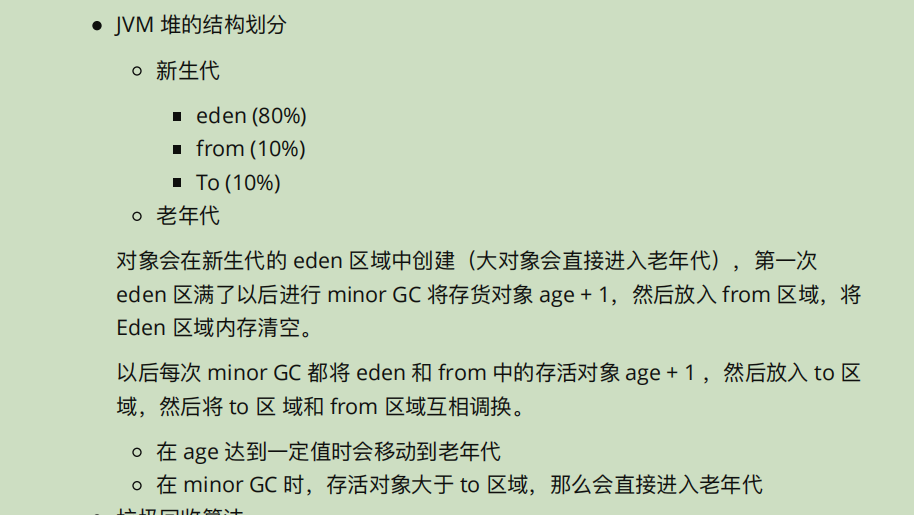 JVM 堆的结构划分
新生代
eden (80%)
from (10%)
To (10%)
老年代
对象会在新生代的 eden 区域中创建（大对象会直接进入老年代），第一次
eden 区满了以后进行 minor GC 将存货对象 age + 1，然后放入 from 区域，将
Eden 区域内存清空。
以后每次 minor GC 都将 eden 和 from 中的存活对象 age + 1 ，然后放入 to 区
域，然后将 to 区 域和 from 区域互相调换。
在 age 达到一定值时会移动到老年代
在 minor GC 时，存活对象大于 to 区域，那么会直接进入老年代